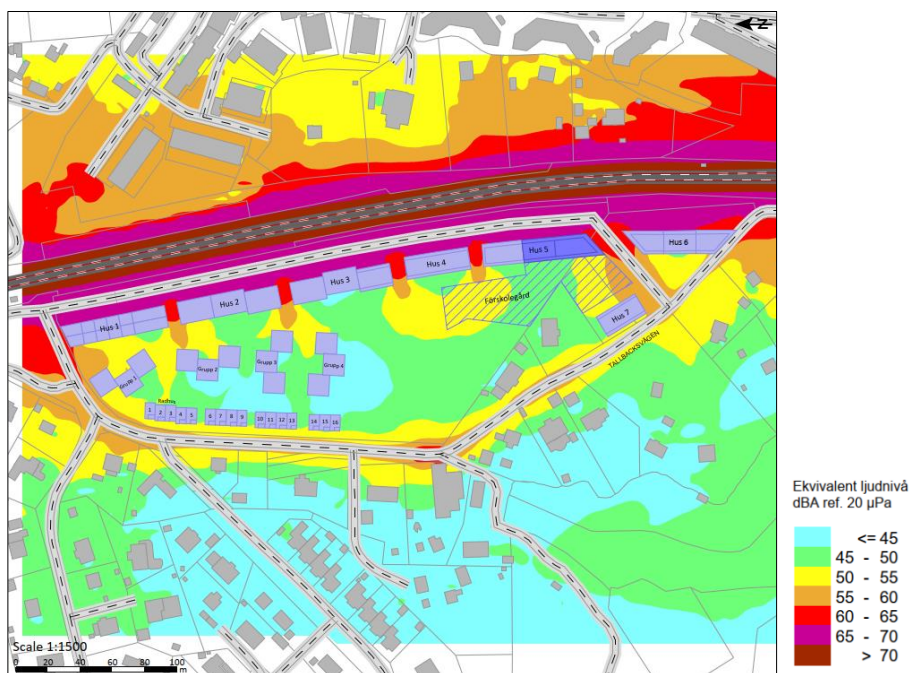 Z
Hus 6
Hus 5
Hus 4
Hus 3
Hus 2
Hus 1
Förskolegård
Hus 7
TALLBACKSVÄGEN
Grupp 1
Grupp 2
Grupp 3
Grupp 4
Radhus
1 2 3 4 5 6 7 8 9 10 11 12 13 14 15 16
Ekvivalent ljudnivå
dBA ref. 20 µPa
<= 45
45 - 50
50 - 55
55 - 60
60 - 65
65 - 70
> 70
Scale 1:1500
0 20 40 60 80 100
m